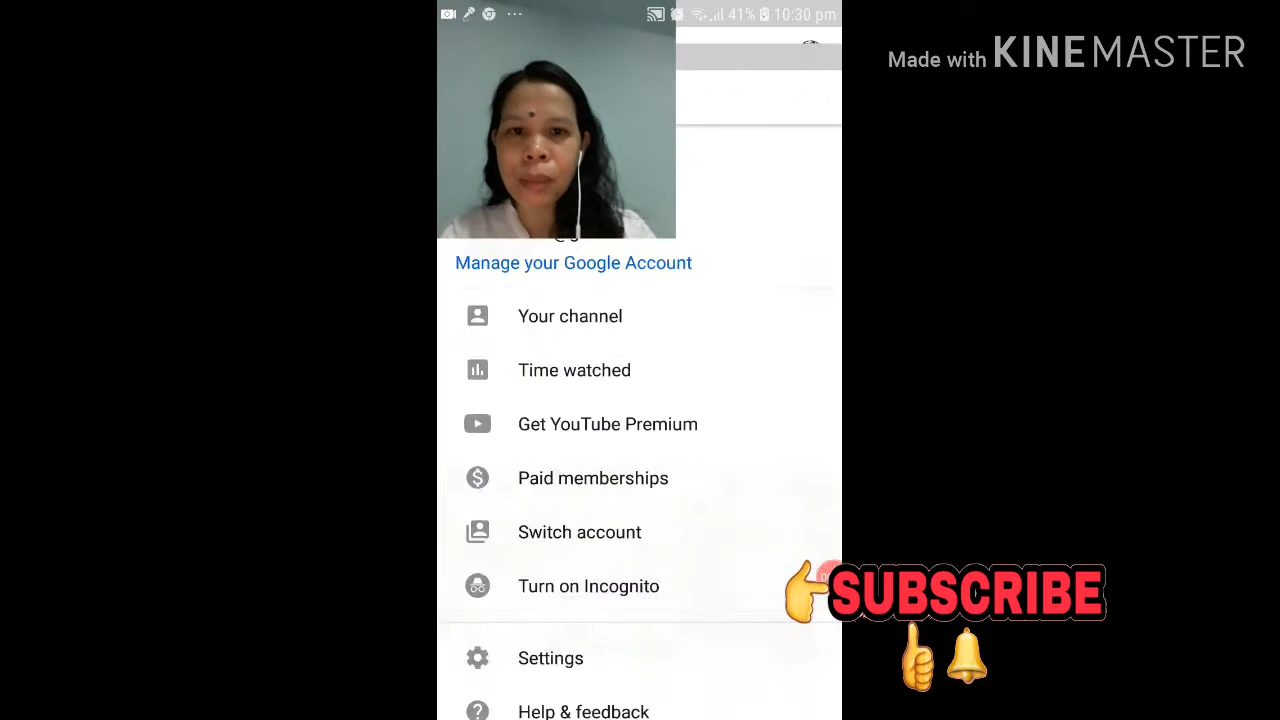 41% 10:30 pm
Made with KINEMASTER
Manage your Google Account
Your channel
Time watched
Get YouTube Premium
Paid memberships
Switch account
Turn on Incognito
SUBSCRIBE
Settings
Help & feedback